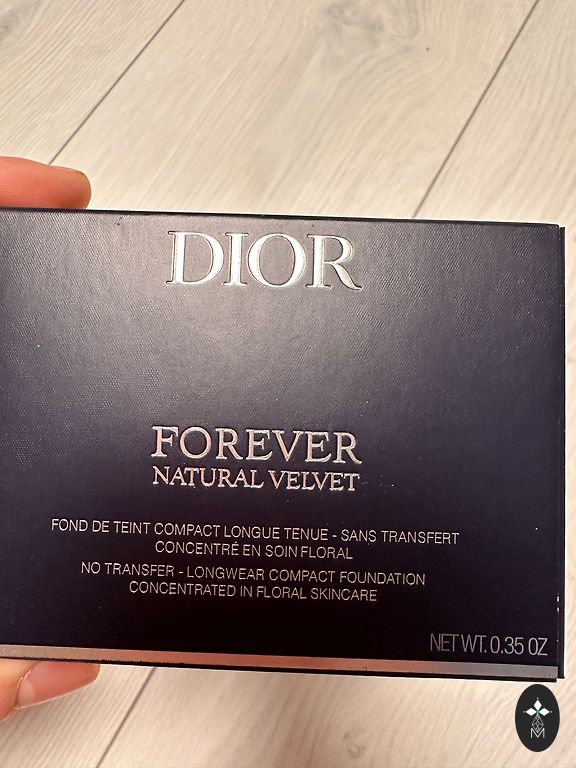 DIOR
FOREVER
NATURAL VELVET
FOND DE TEINT COMPACT LONGUE TENUE - SANS TRANSFERT
CONCENTRÉ EN SOIN FLORAL
NO TRANSFER - LONGWEAR COMPACT FOUNDATION
CONCENTRATED IN FLORAL SKINCARE
NET WT. 0.35 OZ
M